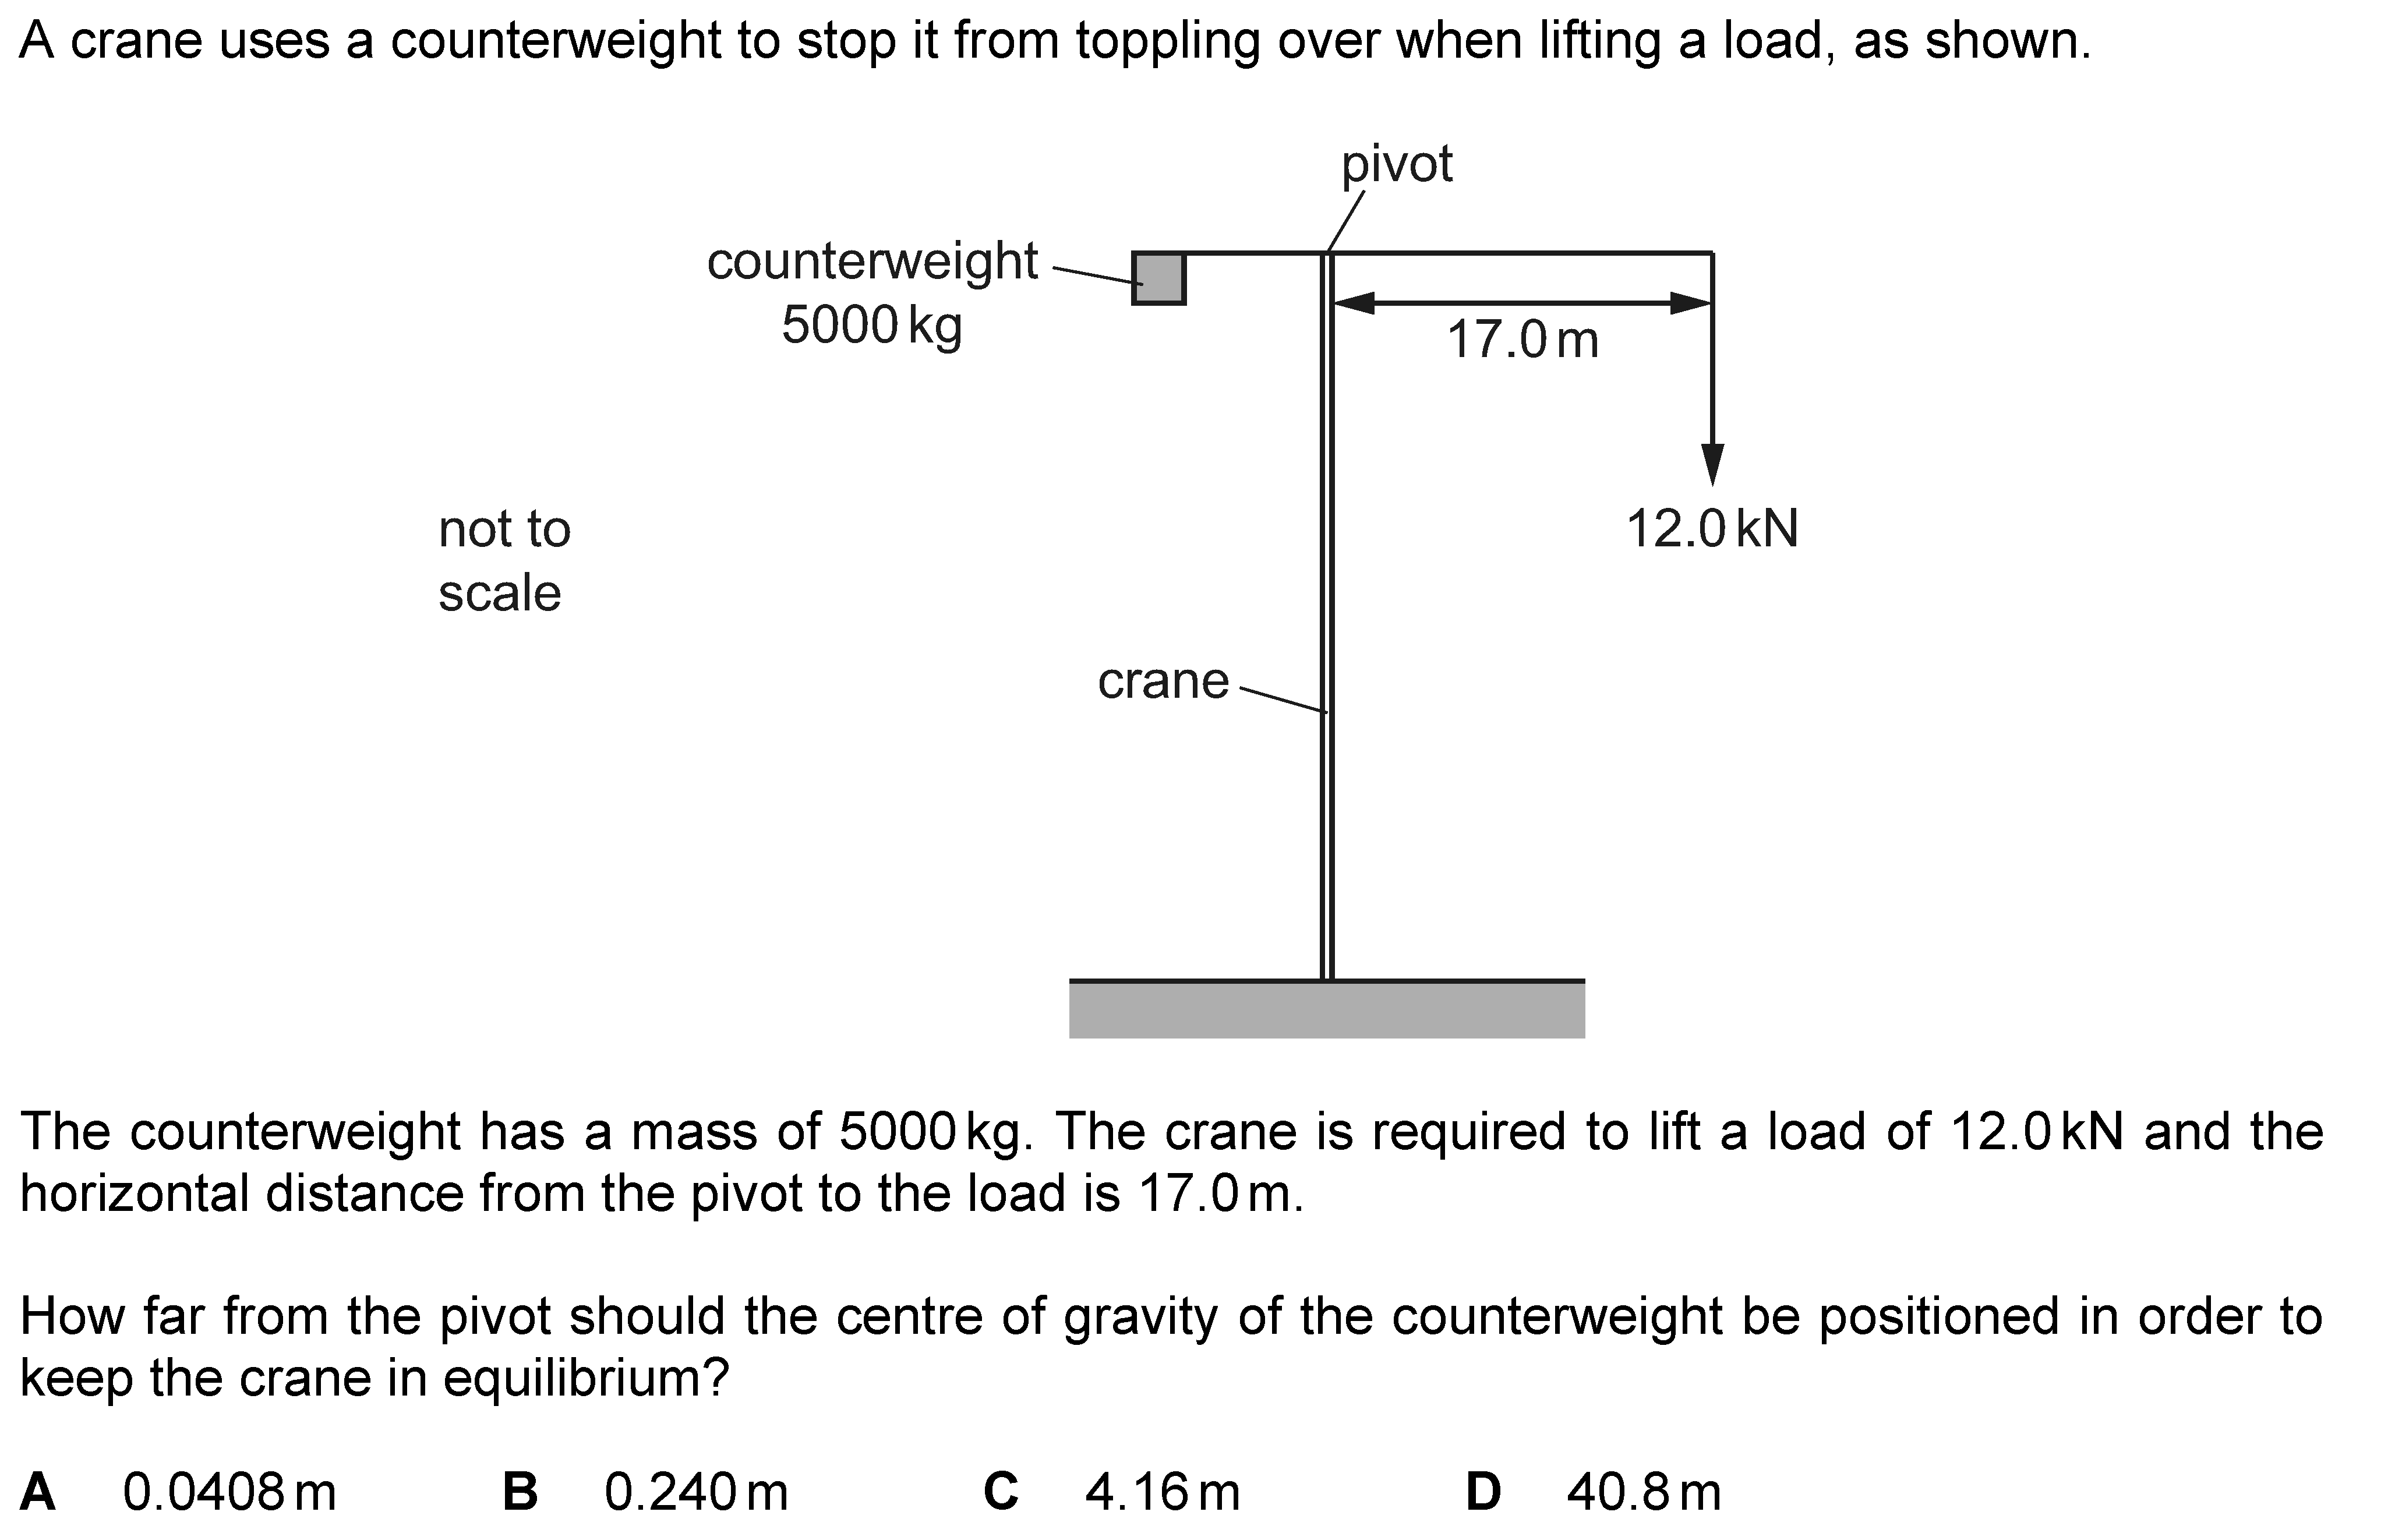 A crane uses a counterweight to stop it from toppling over when lifting a load, as shown.
pivot
counterweight
5000 kg
17.0 m
12.0 kN
not to
scale
crane
The counterweight has a mass of 5000 kg. The crane is required to lift a load of 12.0 kN and the
horizontal distance from the pivot to the load is 17.0 m.
How far from the pivot should the centre of gravity of the counterweight be positioned in order to
keep the crane in equilibrium?
A 0.0408 m B 0.240 m C 4.16 m D 40.8 m